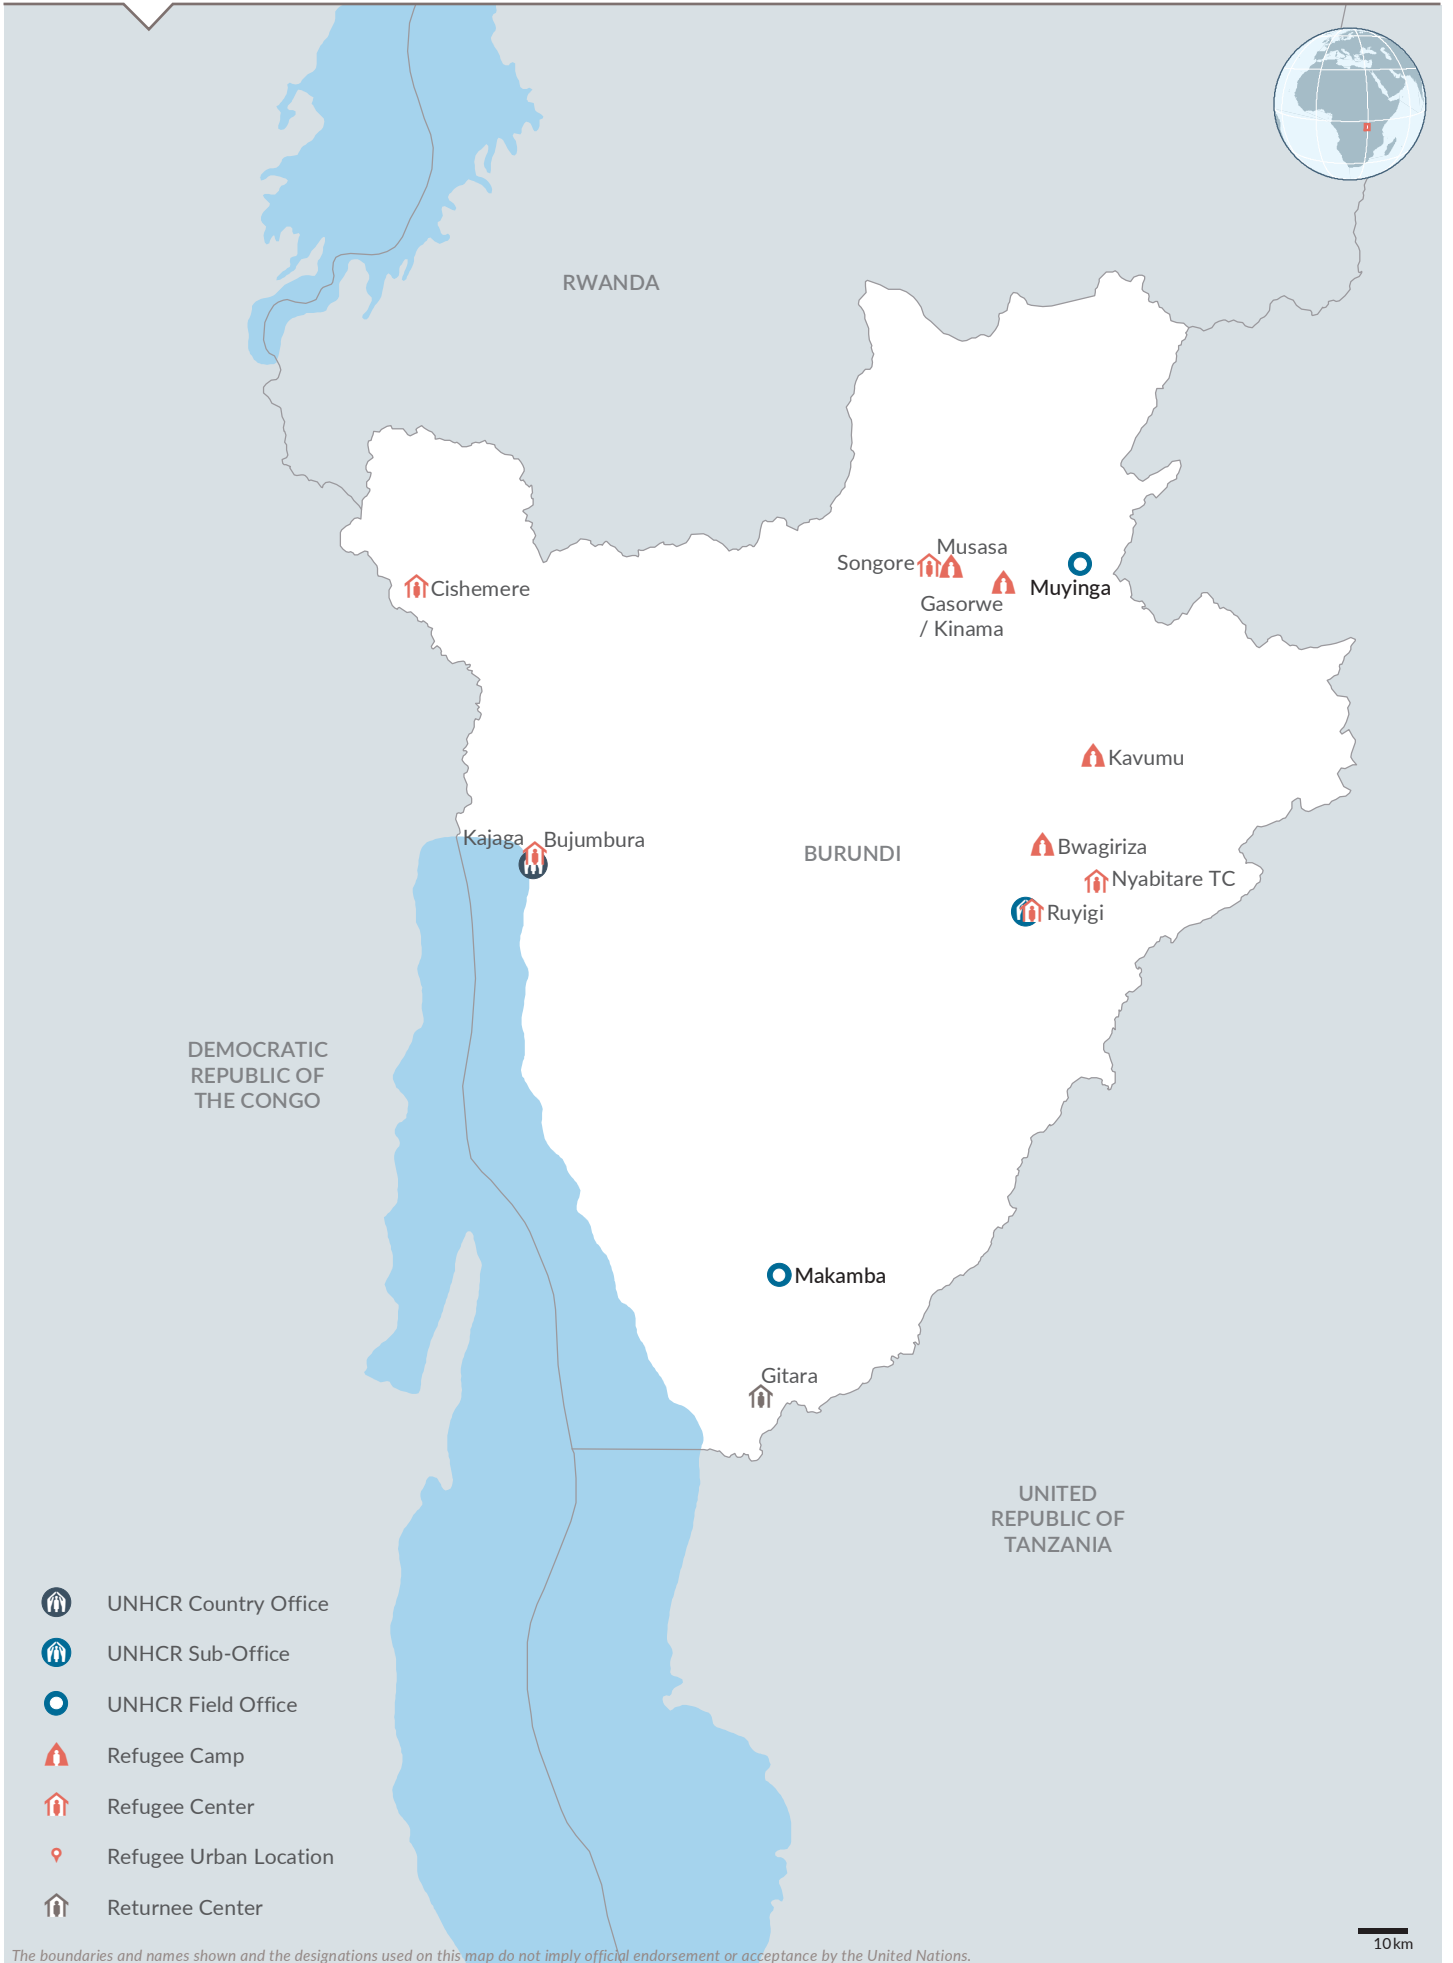 RWANDA
Musasa
Songore
Cishemere
Muyinga
Gasorwe
/ Kinama
Kavumu
Kajaga
Bujumbura
BURUNDI
Bwagiriza
Nyabitare TC
Ruyigi
DEMOCRATIC
REPUBLIC OF
THE CONGO
Makamba
Gitara
UNITED
REPUBLIC OF
TANZANIA
UNHCR Country Office
UNHCR Sub-Office
UNHCR Field Office
Refugee Camp
Refugee Center
Refugee Urban Location
Returnee Center
10 km
The boundaries and names shown and the designations used on this map do not imply official endorsement or acceptance by the United Nations.